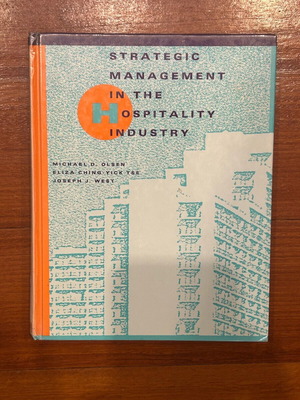 STRATEGIC
MANAGEMENT
IN THE
HOSPITALITY
INDUSTRY
MICHAEL D. OLSEN
ELIZA CHING-YICK TSE
JOSEPH J. WEST